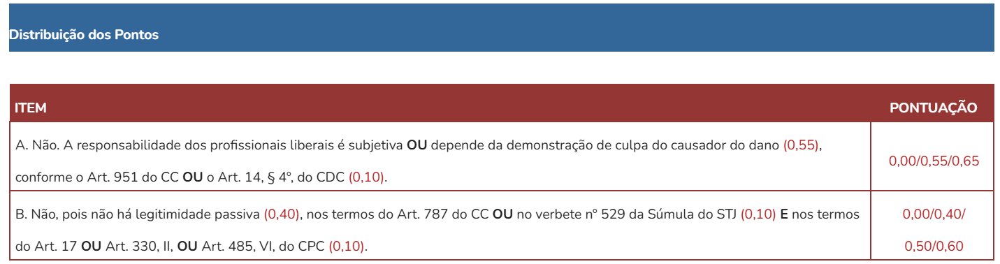 Distribuição dos Pontos
ITEM
PONTUAÇÃO
A. Não. A responsabilidade dos profissionais liberais é subjetiva OU depende da demonstração de culpa do causador do dano (0,55),
conforme o Art. 951 do CC OU o Art. 14, § 4º, do CDC (0,10).
0,00/0,55/0,65
B. Não, pois não há legitimidade passiva (0,40), nos termos do Art. 787 do CC OU no verbete nº 529 da Súmula do STJ (0,10) E nos termos
do Art. 17 OU Art. 330, II, OU Art. 485, VI, do CPC (0,10).
0,00/0,40/
0,50/0,60